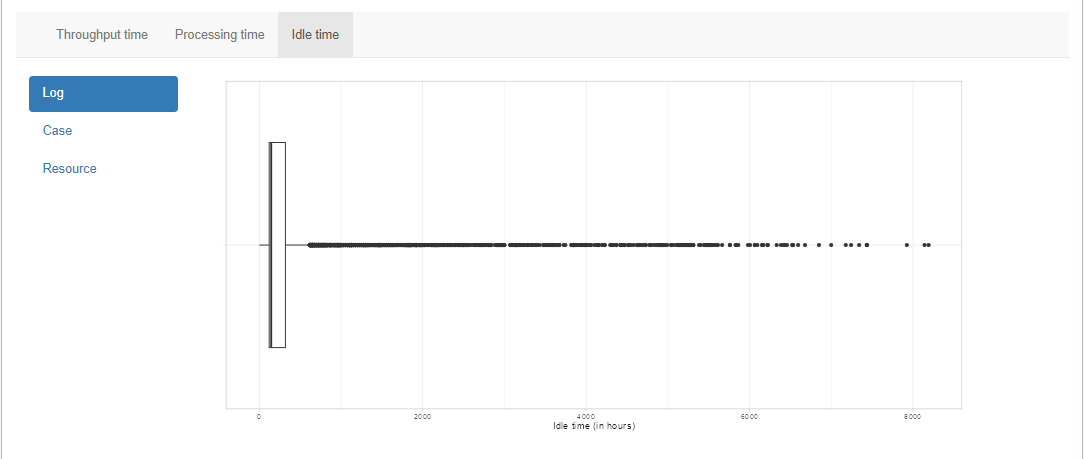 Throughput time Processing time Idle time
Log
Case
Resource
0 2000 4000 6000 8000
Idle time (in hours)